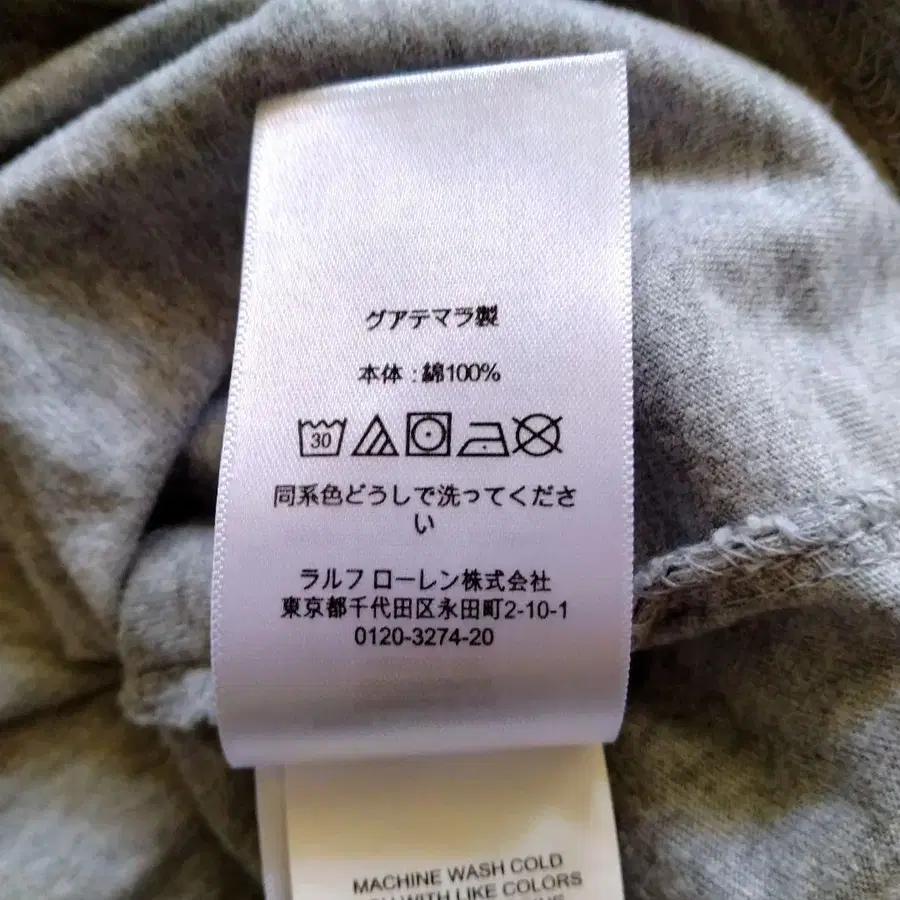 グアテマラ製
本体 : 綿100%
30
同系色どうしで洗ってくださ
い
ラルフ ローレン株式会社
東京都千代田区永田町2-10-1
0120-3274-20
MACHINE WASH COLD
WITH LIKE COLORS